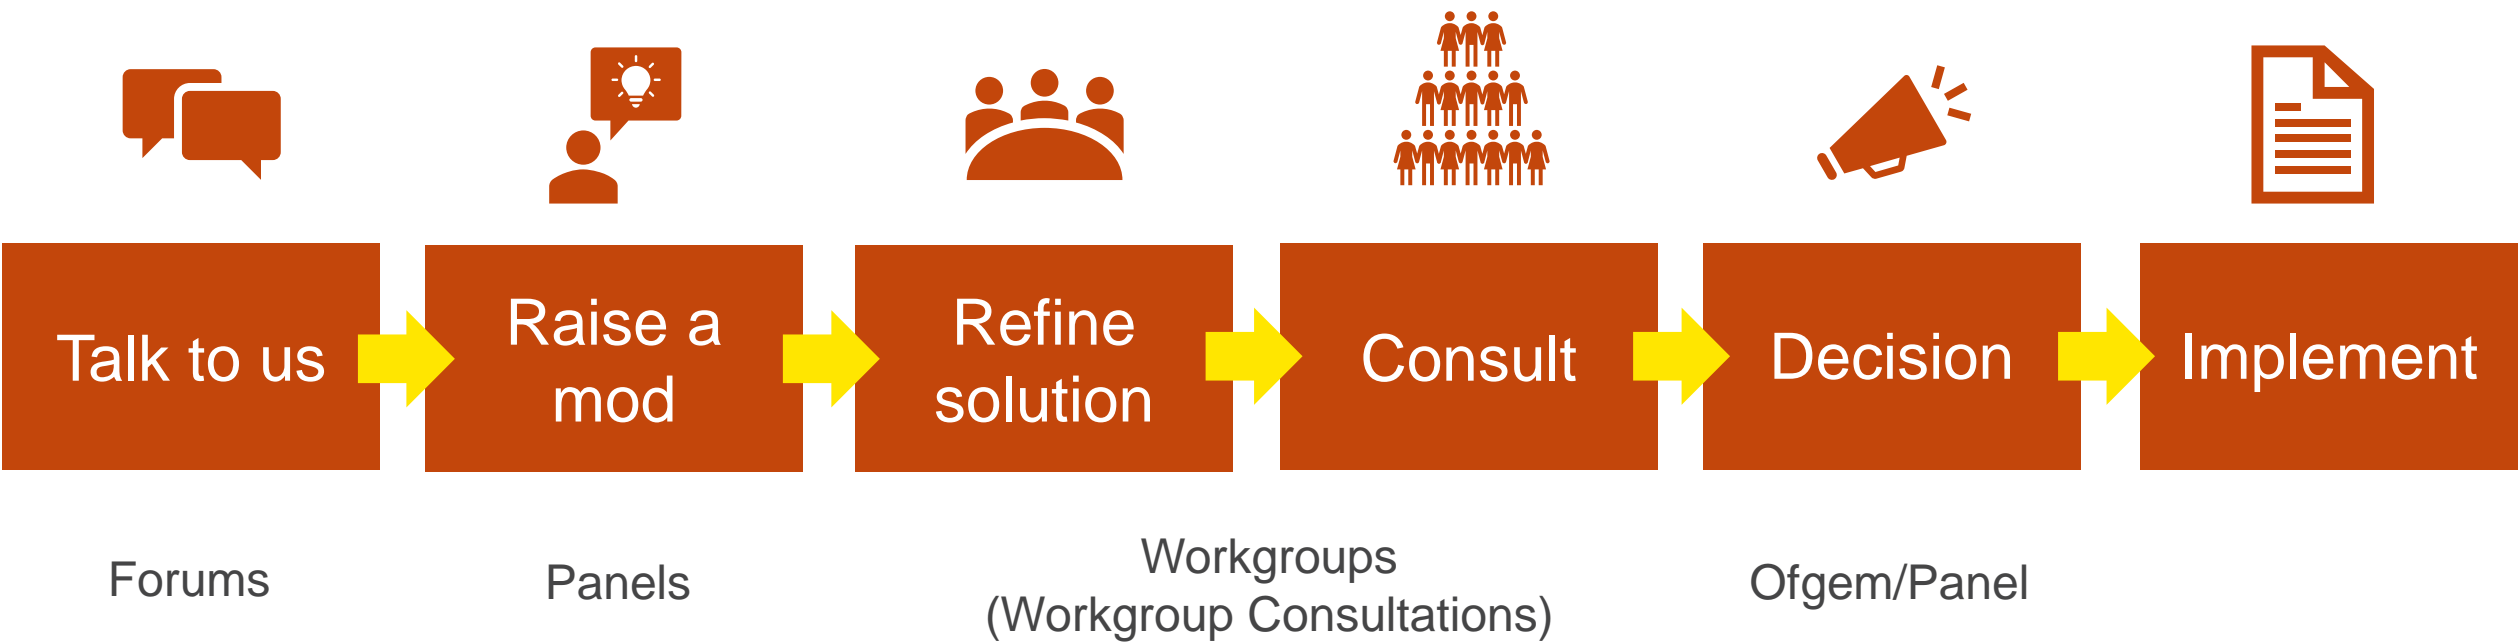 Talk to us
Raise a
mod
Refine
solution
Consult
Decision
Implement
Forums
Panels
Workgroups
(Workgroup Consultations)
Ofgem/Panel